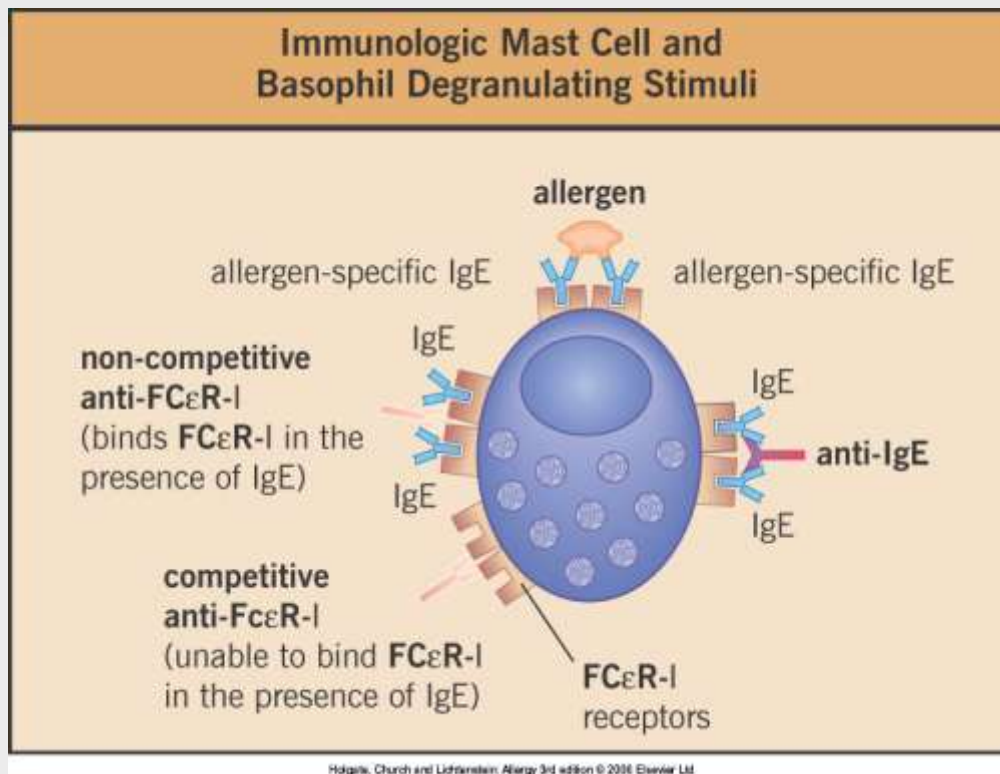 Immunologic Mast Cell and
Basophil Degranulating Stimuli
allergen
allergen-specific IgE
allergen-specific IgE
IgE
non-competitive
anti-FCεR-I
(binds FCεR-I in the
presence of IgE)
IgE
IgE
anti-IgE
IgE
competitive
anti-FcεR-I
(unable to bind FCεR-I
in the presence of IgE)
FCεR-I
receptors
Holgate, Church and Lichtenstein: Allergy 3rd edition © 2006 Elsevier Ltd